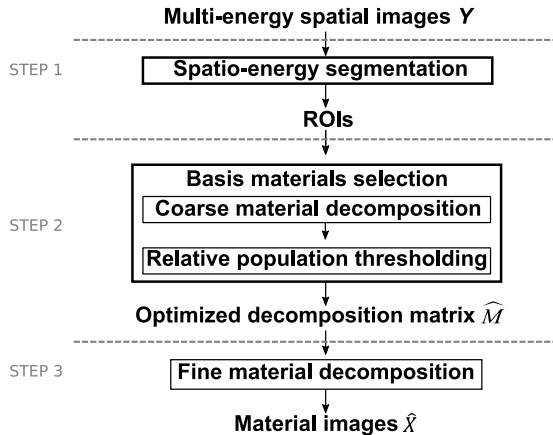 Multi-energy spatial images Y
STEP 1
Spatio-energy segmentation
ROIs
STEP 2
Basis materials selection
Coarse material decomposition
Relative population thresholding
Optimized decomposition matrix M̂
STEP 3
Fine material decomposition
Material images X̂